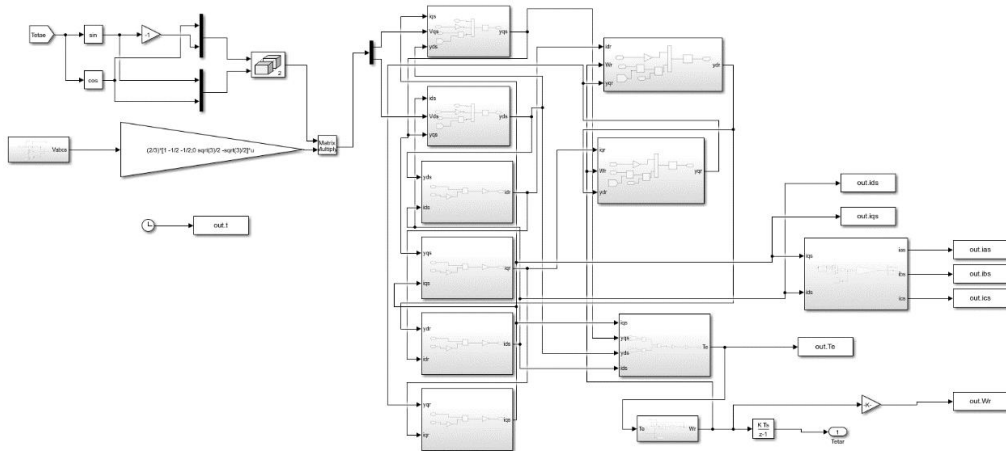 Tetae
sin
-1
cos
2
Vabcs
(2/3)*[1 -1/2 -1/2;0 sqrt(3)/2 -sqrt(3)/2]*u
Matrix
Multiply
out.t
iqs
Vqs
yds
yqs
ids
Vds
yqs
yds
yds
ids
idr
yqs
iqs
iqr
ydr
idr
ids
yqr
iqr
iqs
idr
Wr
yqr
ydr
iqr
Wr
ydr
yqr
iqs
yqs
yds
ids
Te
Te
Wr
K Ts
z-1
1
Tetar
-K-
iqs
ids
ias
ibs
ics
out.ids
out.iqs
out.ias
out.ibs
out.ics
out.Te
out.Wr